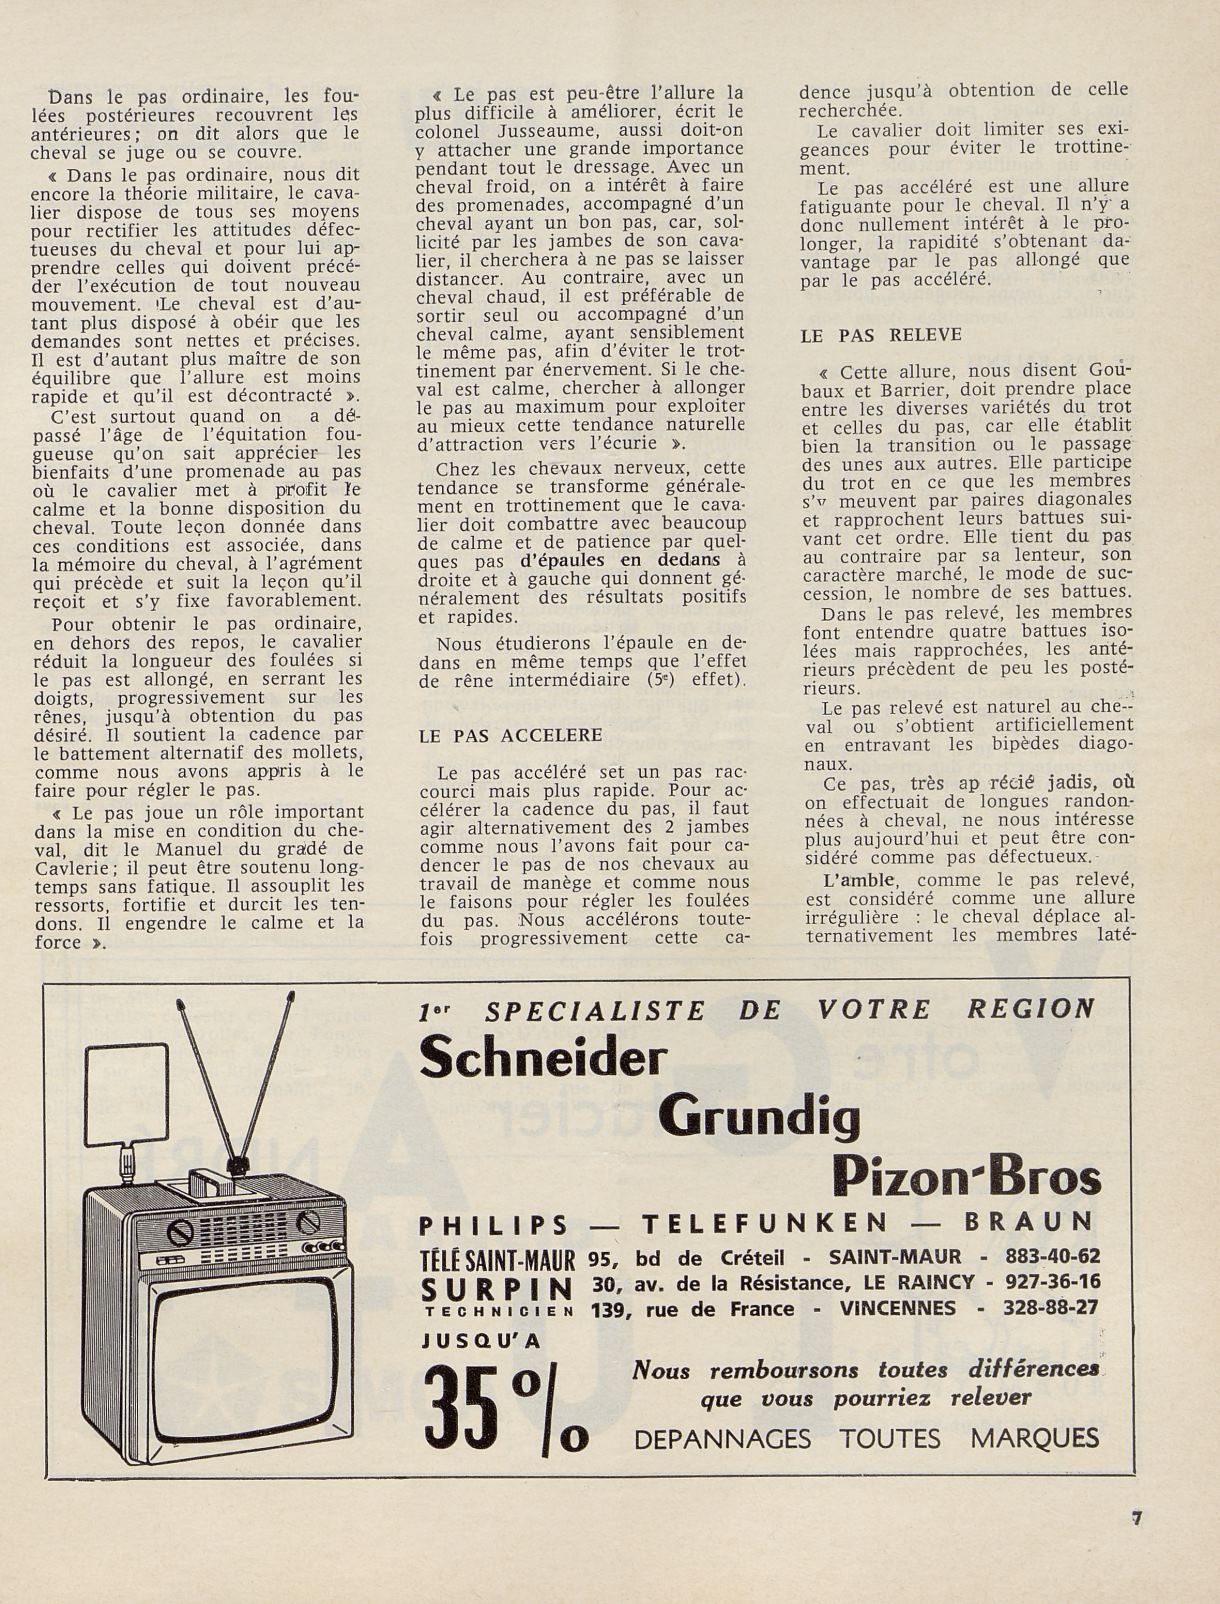 Dans le pas ordinaire, les fou-
lées postérieures recouvrent les
antérieures; on dit alors que le
cheval se juge ou se couvre.
« Dans le pas ordinaire, nous dit
encore la théorie militaire, le cava-
lier dispose de tous ses moyens
pour rectifier les attitudes défec-
tueuses du cheval et pour lui ap-
prendre celles qui doivent précé-
der l'exécution de tout nouveau
mouvement. Le cheval est d'au-
tant plus disposé à obéir que les
demandes sont nettes et précises.
Il est d'autant plus maître de son
équilibre que l'allure est moins
rapide et qu'il est décontracté ».
C'est surtout quand on a dé-
passé l'âge de l'équitation fou-
gueuse qu'on sait apprécier les
bienfaits d'une promenade au pas
où le cavalier met à profit le
calme et la bonne disposition du
cheval. Toute leçon donnée dans
ces conditions est associée, dans
la mémoire du cheval, à l'agrément
qui précède et suit la leçon qu'il
reçoit et s'y fixe favorablement.
Pour obtenir le pas ordinaire,
en dehors des repos, le cavalier
réduit la longueur des foulées si
le pas est allongé, en serrant les
doigts, progressivement sur les
rênes, jusqu'à obtention du pas
désiré. Il soutient la cadence par
le battement alternatif des mollets,
comme nous avons appris à le
faire pour régler le pas.
« Le pas joue un rôle important
dans la mise en condition du che-
val, dit le Manuel du gradé de
Cavlerie; il peut être soutenu long-
temps sans fatique. Il assouplit les
ressorts, fortifie et durcit les ten-
dons. Il engendre le calme et la
force ».
« Le pas est peu-être l'allure la
plus difficile à améliorer, écrit le
colonel Jusseaume, aussi doit-on
y attacher une grande importance
pendant tout le dressage. Avec un
cheval froid, on a intérêt à faire
des promenades, accompagné d'un
cheval ayant un bon pas, car, sol-
licité par les jambes de son cava-
lier, il cherchera à ne pas se laisser
distancer. Au contraire, avec un
cheval chaud, il est préférable de
sortir seul ou accompagné d'un
cheval calme, ayant sensiblement
le même pas, afin d'éviter le trot-
tinement par énervement. Si le che-
val est calme, chercher à allonger
le pas au maximum pour exploiter
au mieux cette tendance naturelle
d'attraction vers l'écurie ».
Chez les chevaux nerveux, cette
tendance se transforme générale-
ment en trottinement que le cava-
lier doit combattre avec beaucoup
de calme et de patience par quel-
ques pas d'épaules en dedans à
droite et à gauche qui donnent gé-
néralement des résultats positifs
et rapides.
Nous étudierons l'épaule en de-
dans en même temps que l'effet
de rêne intermédiaire (5e) effet).
LE PAS ACCELERE
Le pas accéléré set un pas rac-
courci mais plus rapide. Pour ac-
célérer la cadence du pas, il faut
agir alternativement des 2 jambes
comme nous l'avons fait pour ca-
dencer le pas de nos chevaux au
travail de manège et comme nous
le faisons pour régler les foulées
du pas. Nous accélérons toute-
fois progressivement cette ca-
dence jusqu'à obtention de celle
recherchée.
Le cavalier doit limiter ses exi-
geances pour éviter le trottine-
ment.
Le pas accéléré est une allure
fatiguante pour le cheval. Il n'y a
donc nullement intérêt à le pro-
longer, la rapidité s'obtenant da-
vantage par le pas allongé que
par le pas accéléré.
LE PAS RELEVE
« Cette allure, nous disent Goû-
baux et Barrier, doit prendre place
entre les diverses variétés du trot
et celles du pas, car elle établit
bien la transition ou le passage
des unes aux autres. Elle participe
du trot en ce que les membres
s'y meuvent par paires diagonales
et rapprochent leurs battues sui-
vant cet ordre. Elle tient du pas
au contraire par sa lenteur, son
caractère marché, le mode de suc-
cession, le nombre de ses battues.
Dans le pas relevé, les membres
font entendre quatre battues iso-
lées mais rapprochées, les anté-
rieurs précèdent de peu les posté-
rieurs.
Le pas relevé est naturel au che--
val ou s'obtient artificiellement
en entravant les bipèdes diago-
naux.
Ce pas, très ap récié jadis, où
on effectuait de longues randon-
nées à cheval, ne nous intéresse
plus aujourd'hui et peut être con-
sidéré comme pas défectueux.
L'amble, comme le pas relevé,
est considéré comme une allure
irrégulière : le cheval déplace al-
ternativement les membres laté-
1er SPECIALISTE DE VOTRE REGION
Schneider
Grundig
Pizon-Bros
PHILIPS — TELEFUNKEN — BRAUN
TÉLÉ SAINT-MAUR 95, bd de Créteil - SAINT-MAUR - 883-40-62
SURPIN 30, av. de la Résistance, LE RAINCY - 927-36-16
TECHNICIEN 139, rue de France - VINCENNES - 328-88-27
JUSQU'A
35 %
Nous remboursons toutes différences
que vous pourriez relever
DEPANNAGES TOUTES MARQUES
7